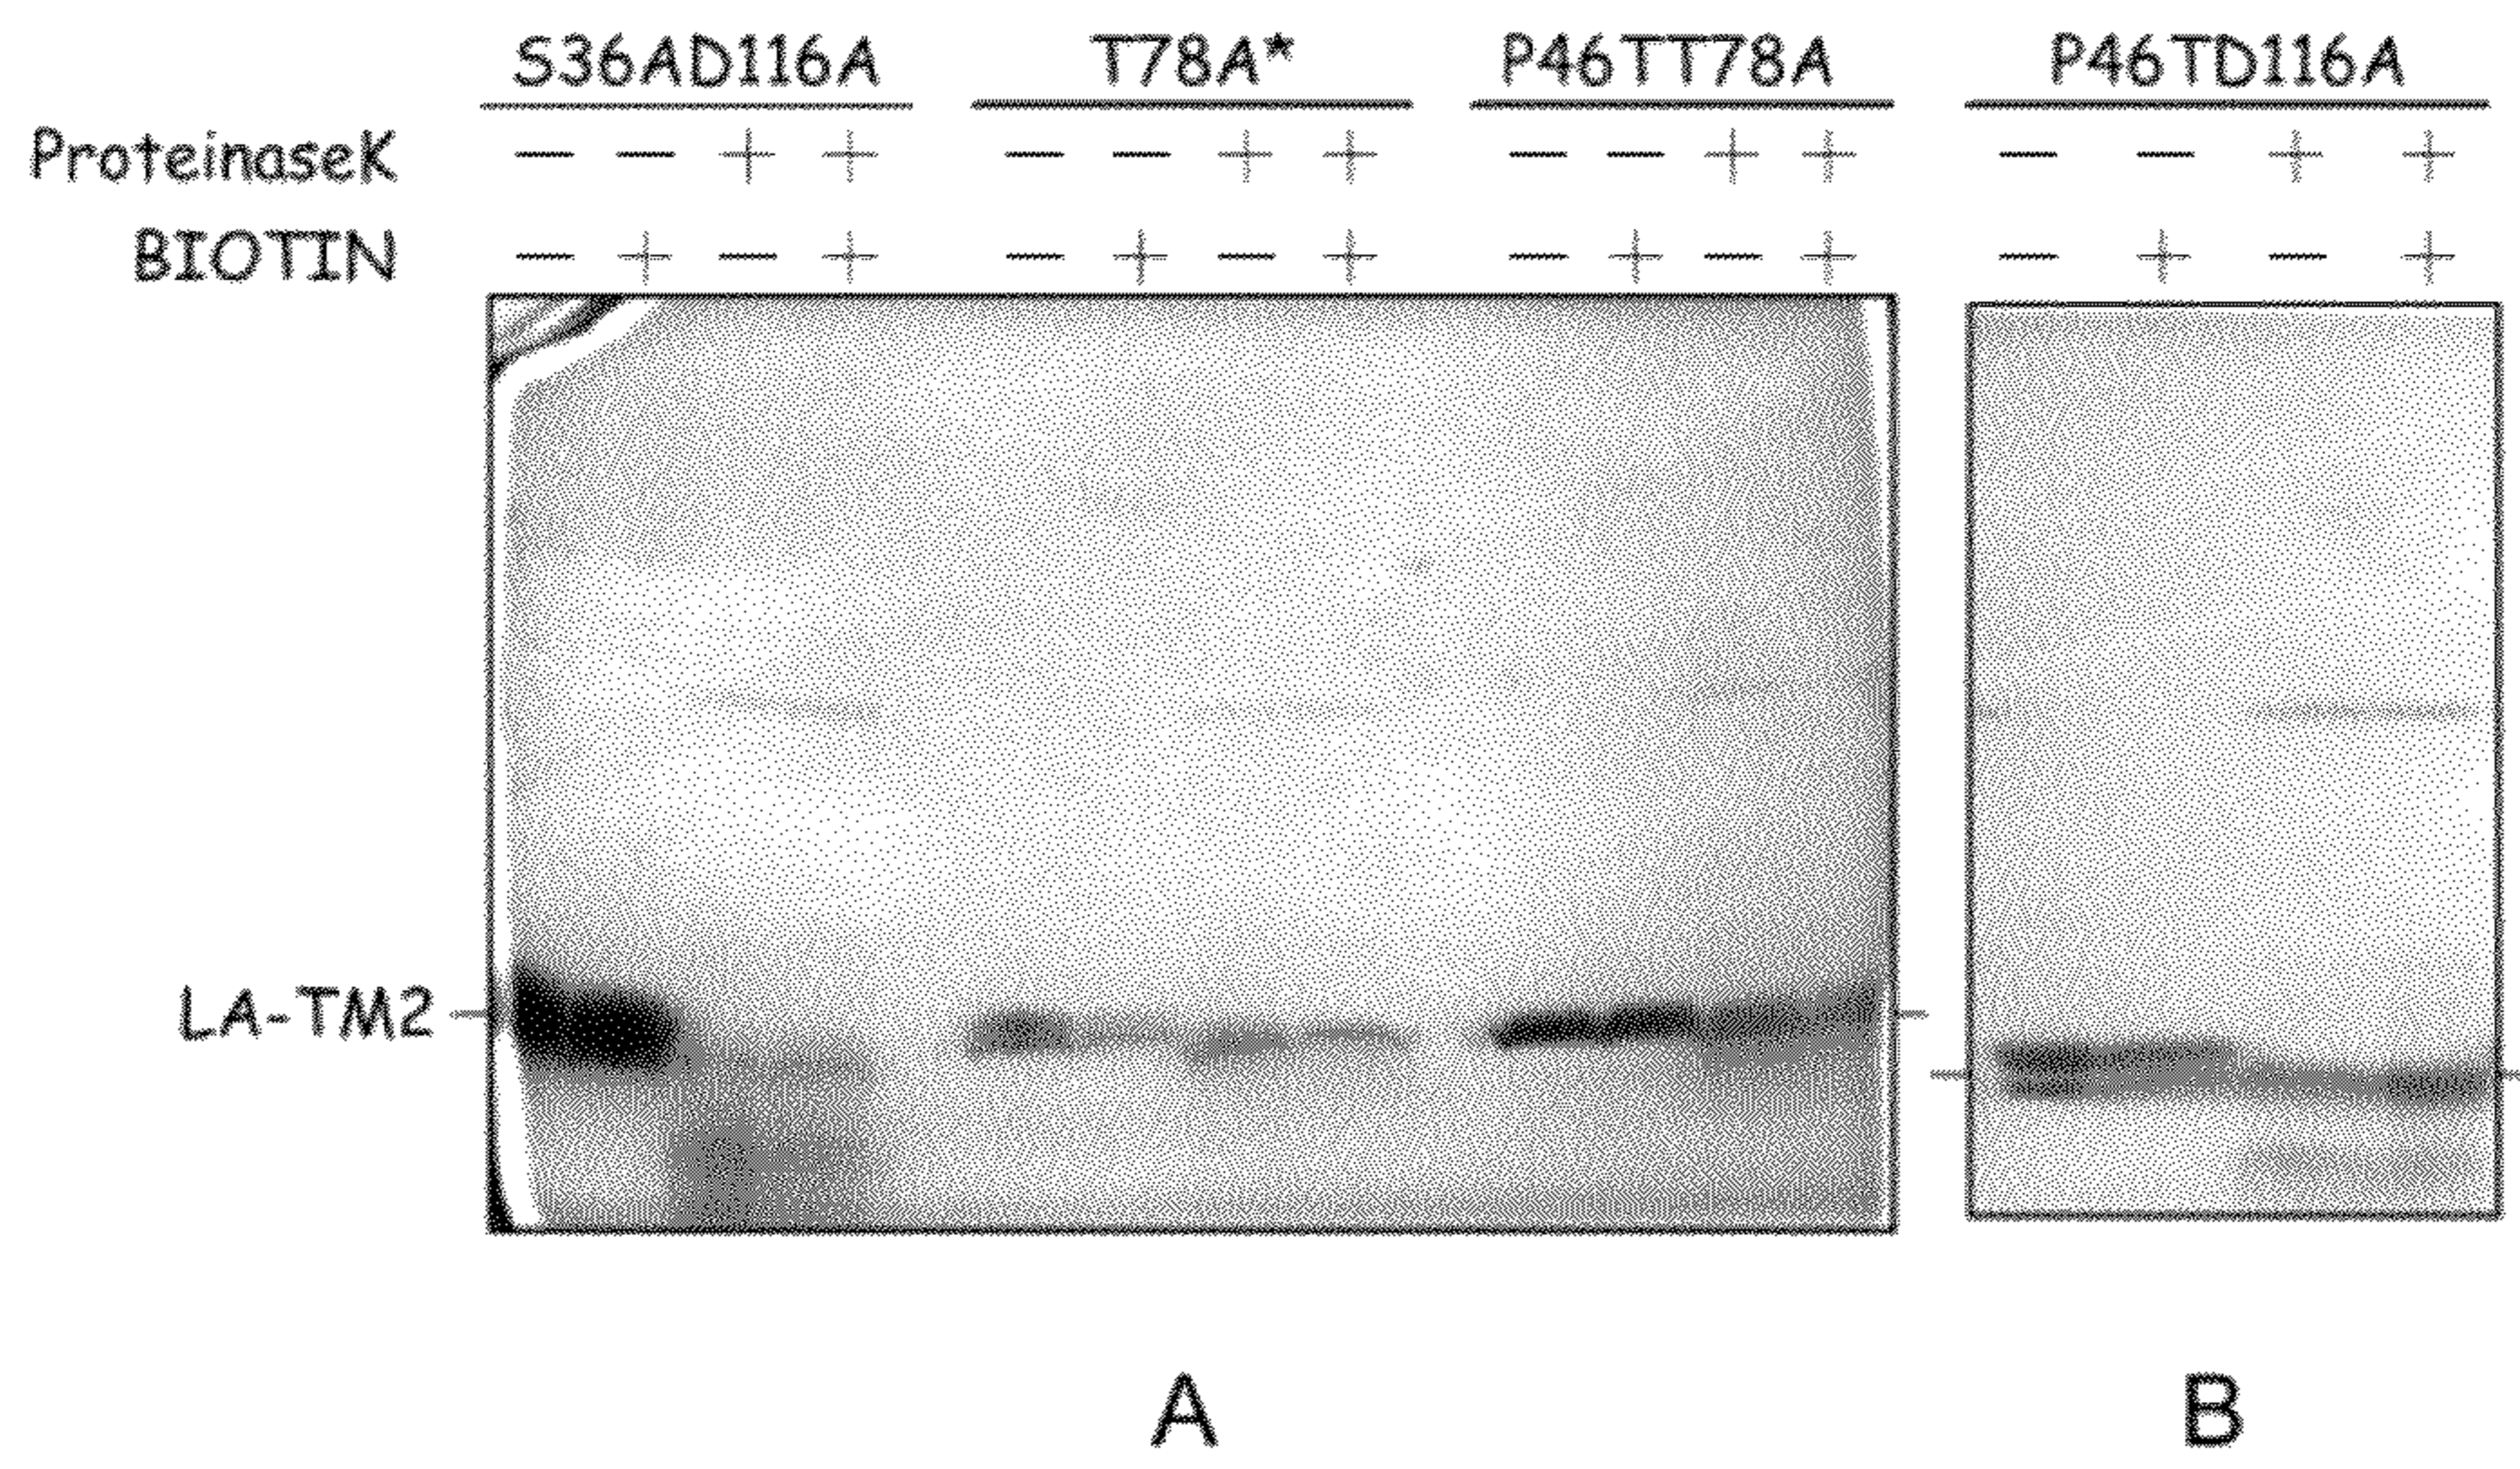 S36AD116A T78A* P46TT78A P46TD116A
ProteinaseK — — + + — — + + — — + + — — + +
BIOTIN — + — + — + — + — + — + — + — +
LA-TM2
A B